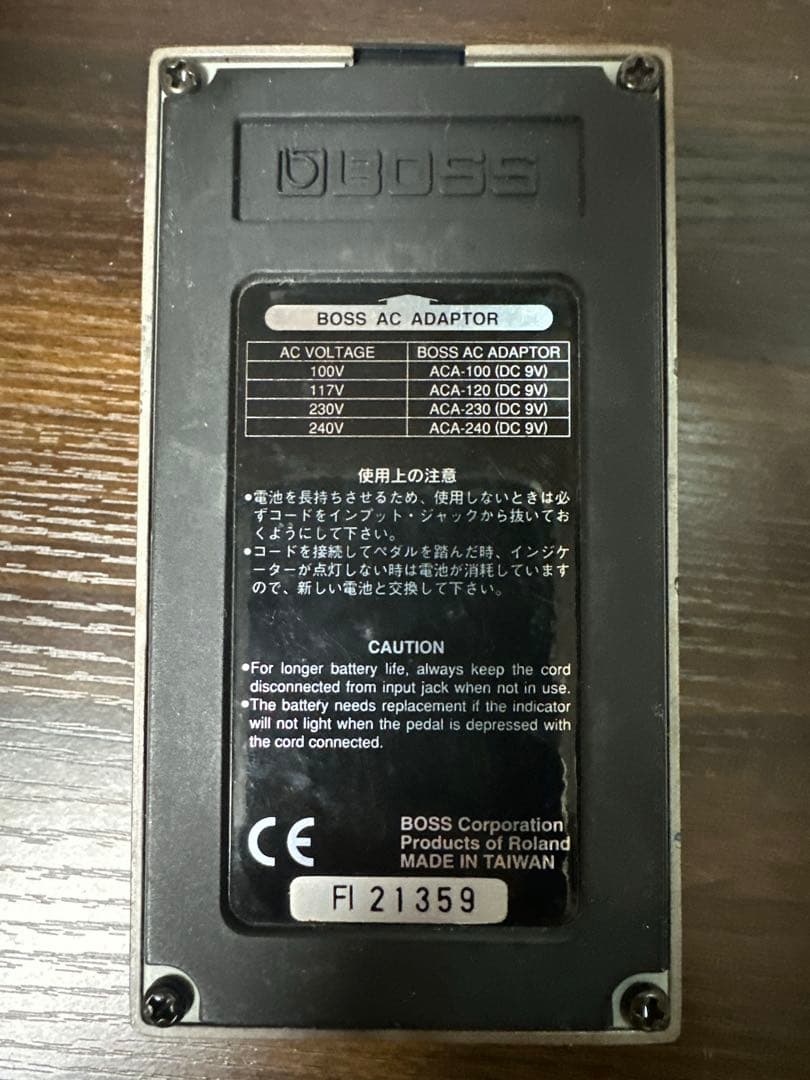 BOSS
BOSS AC ADAPTOR
AC VOLTAGE BOSS AC ADAPTOR
100V ACA-100 (DC 9V)
117V ACA-120 (DC 9V)
230V ACA-230 (DC 9V)
240V ACA-240 (DC 9V)
使用上の注意
●電池を長持ちさせるため、使用しないときは必
ずコードをインプット・ジャックから抜いてお
くようにして下さい。
●コードを接続してペダルを踏んだ時、インジケ
ーターが点灯しない時は電池が消耗しています
ので、新しい電池と交換して下さい。
CAUTION
●For longer battery life, always keep the cord
disconnected from input jack when not in use.
●The battery needs replacement if the indicator
will not light when the pedal is depressed with
the cord connected.
CE
BOSS Corporation
Products of Roland
MADE IN TAIWAN
FI 21359